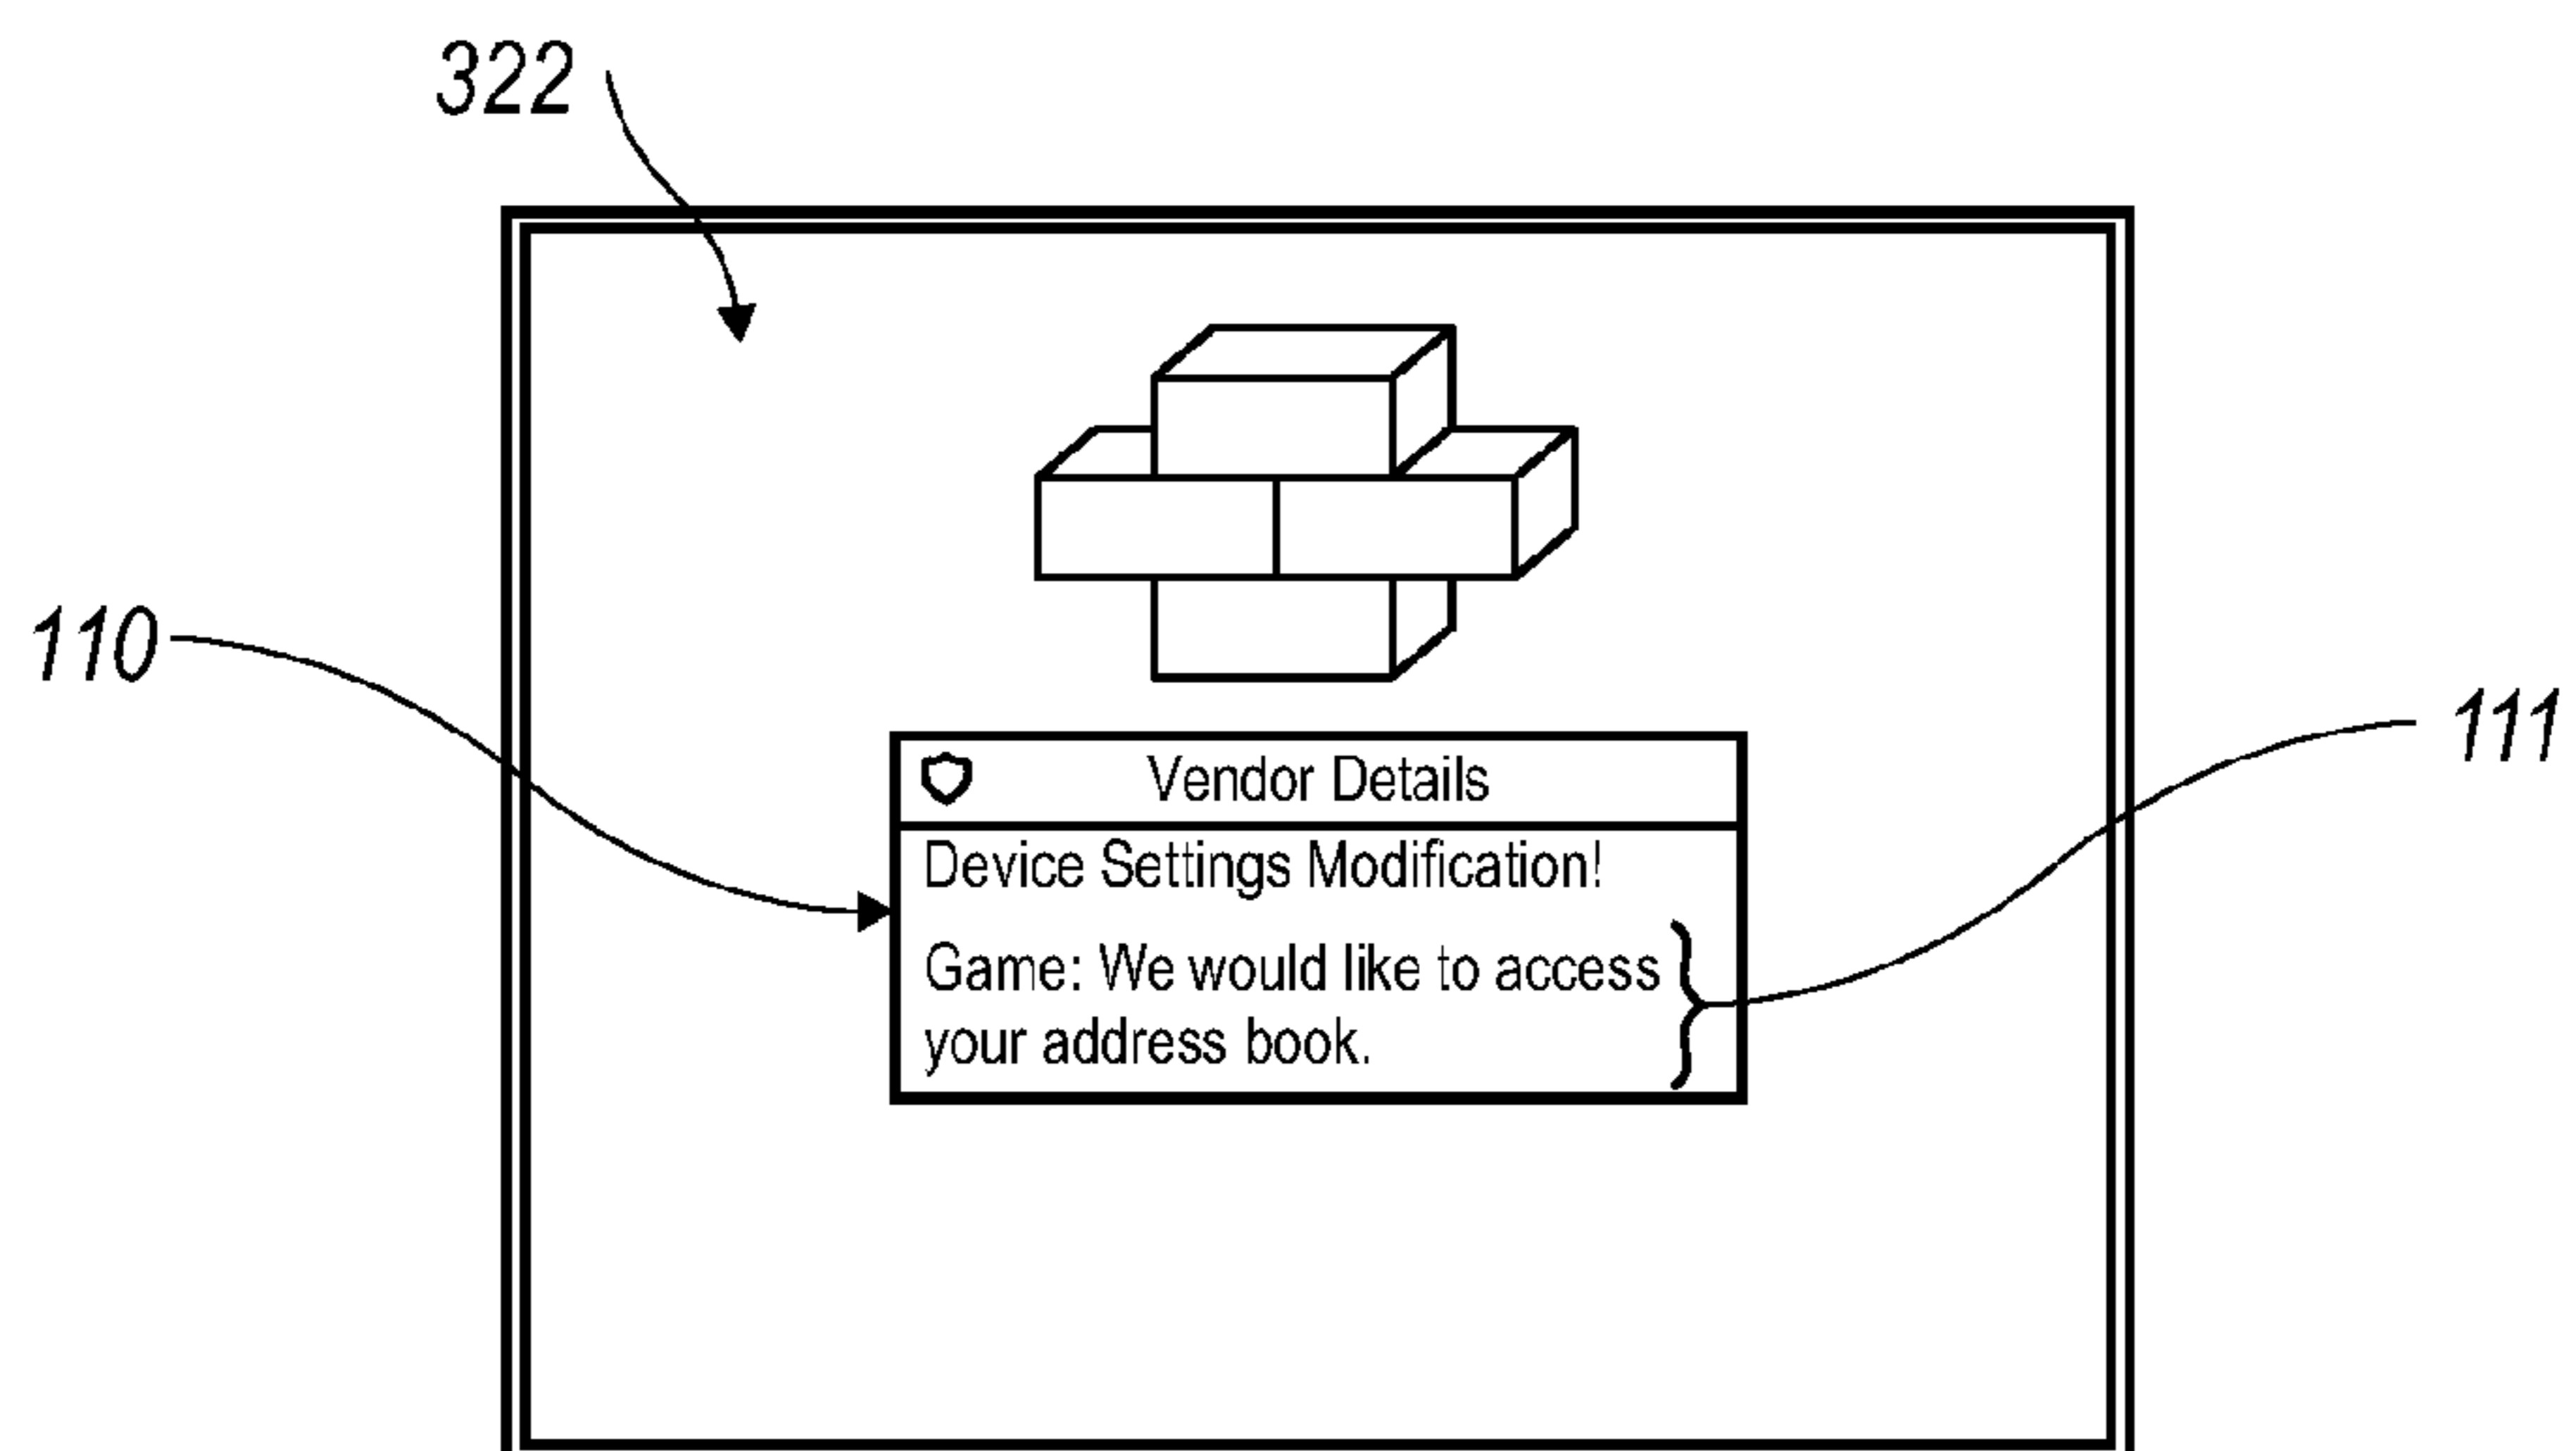 322
110
111
Vendor Details
Device Settings Modification!
Game: We would like to access
your address book.